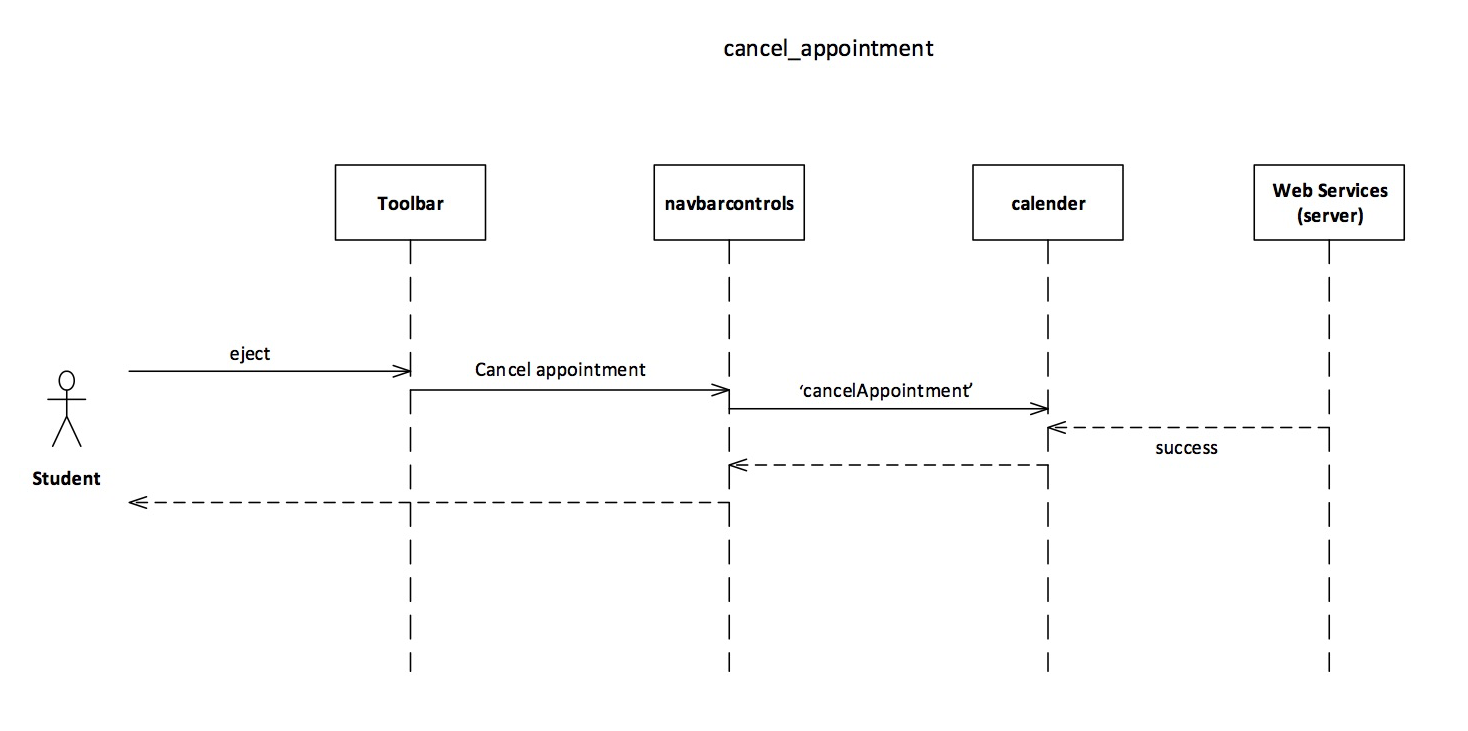 cancel_appointment
Toolbar
navbarcontrols
calender
Web Services
(server)
eject
Cancel appointment
‘cancelAppointment’
success
Student